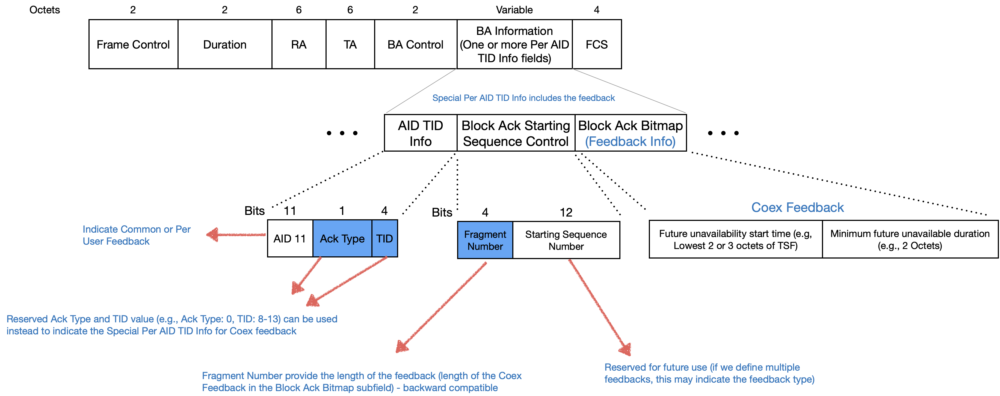 Octets 2 2 6 6 2 Variable 4
Frame Control
Duration
RA
TA
BA Control
BA Information
(One or more Per AID
TID Info fields)
FCS
Special Per AID TID Info includes the feedback
AID TID
Info
Block Ack Starting
Sequence Control
Block Ack Bitmap
(Feedback Info)
Bits 11 1 4
AID 11
Ack Type
TID
Bits 4 12
Fragment
Number
Starting Sequence
Number
Coex Feedback
Future unavailability start time (e.g,
Lowest 2 or 3 octets of TSF)
Minimum future unavailable duration
(e.g., 2 Octets)
Indicate Common or Per
User Feedback
Reserved Ack Type and TID value (e.g., Ack Type: 0, TID: 8-13) can be used
instead to indicate the Special Per AID TID Info for Coex feedback
Fragment Number provide the length of the feedback (length of the Coex
Feedback in the Block Ack Bitmap subfield) - backward compatible
Reserved for future use (if we define multiple
feedbacks, this may indicate the feedback type)